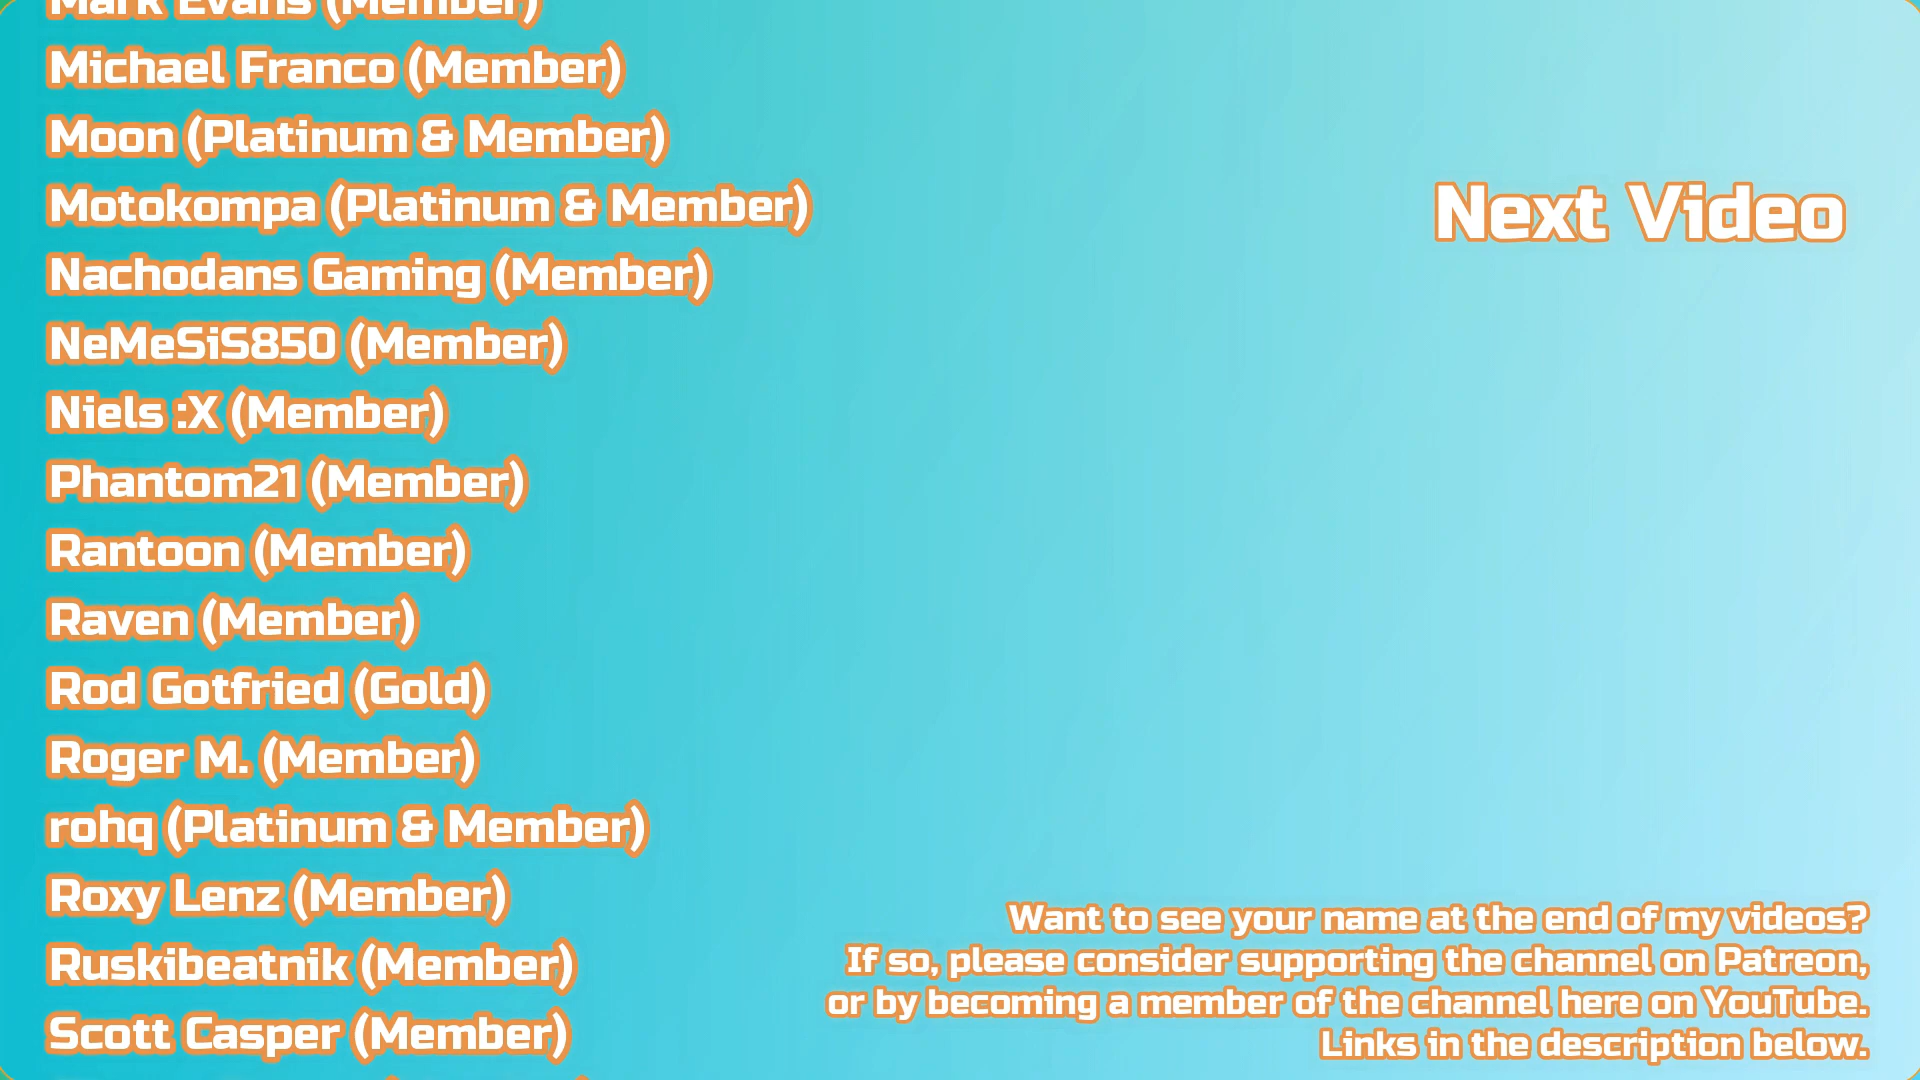 Mark Evans (Member)
Michael Franco (Member)
Moon (Platinum & Member)
Motokompa (Platinum & Member)
Nachodans Gaming (Member)
NeMeSiS850 (Member)
Niels :X (Member)
Phantom21 (Member)
Rantoon (Member)
Raven (Member)
Rod Gotfried (Gold)
Roger M. (Member)
rohq (Platinum & Member)
Roxy Lenz (Member)
Ruskibeatnik (Member)
Scott Casper (Member)
Next Video
Want to see your name at the end of my videos?
If so, please consider supporting the channel on Patreon,
or by becoming a member of the channel here on YouTube.
Links in the description below.